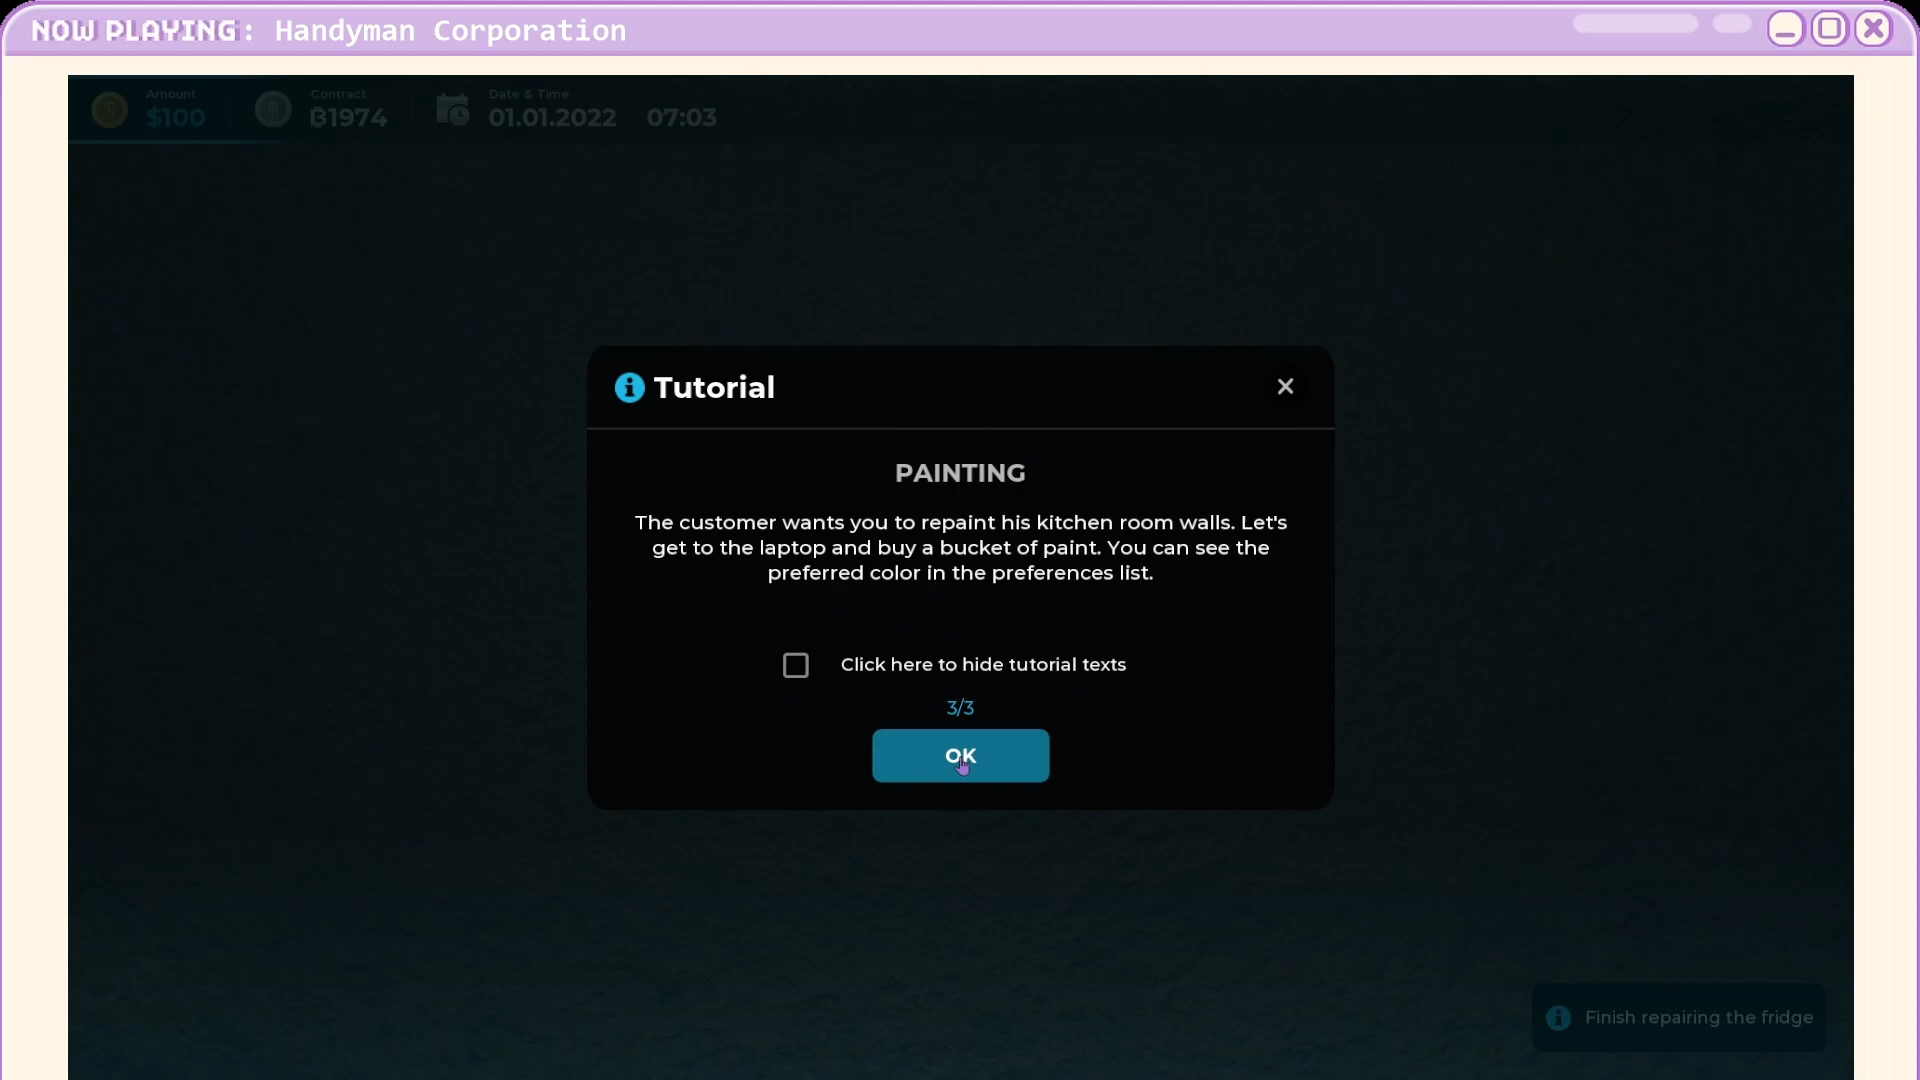 NOW PLAYING: Handyman Corporation
Amount
$100
Contract
₿1974
Date & Time
01.01.2022 07:03
Tutorial
PAINTING
The customer wants you to repaint his kitchen room walls. Let's
get to the laptop and buy a bucket of paint. You can see the
preferred color in the preferences list.
Click here to hide tutorial texts
3/3
OK
Finish repairing the fridge